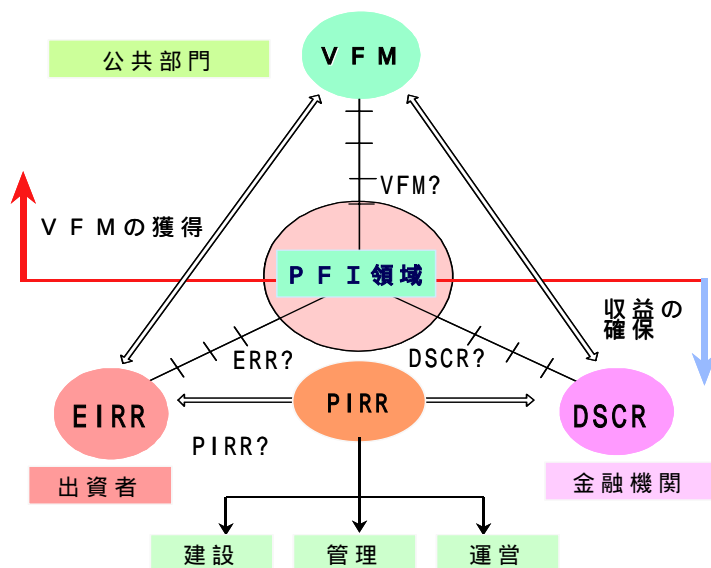 VFM
公共部門
VFM?
VFMの獲得
PFI領域
収益の
確保
ERR?
DSCR?
EIRR
PIRR
DSCR
PIRR?
出資者
金融機関
建設
管理
運営